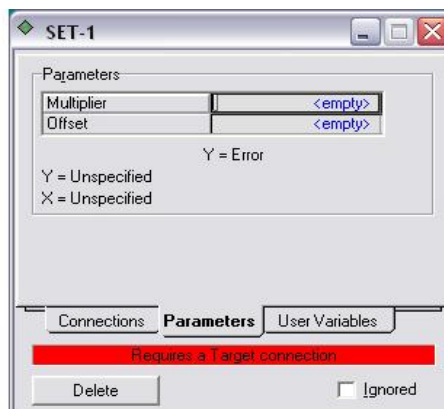 SET-1
Parameters
Multiplier <empty>
Offset <empty>
Y = Error
Y = Unspecified
X = Unspecified
Connections Parameters User Variables
Requires a Target connection
Delete Ignored